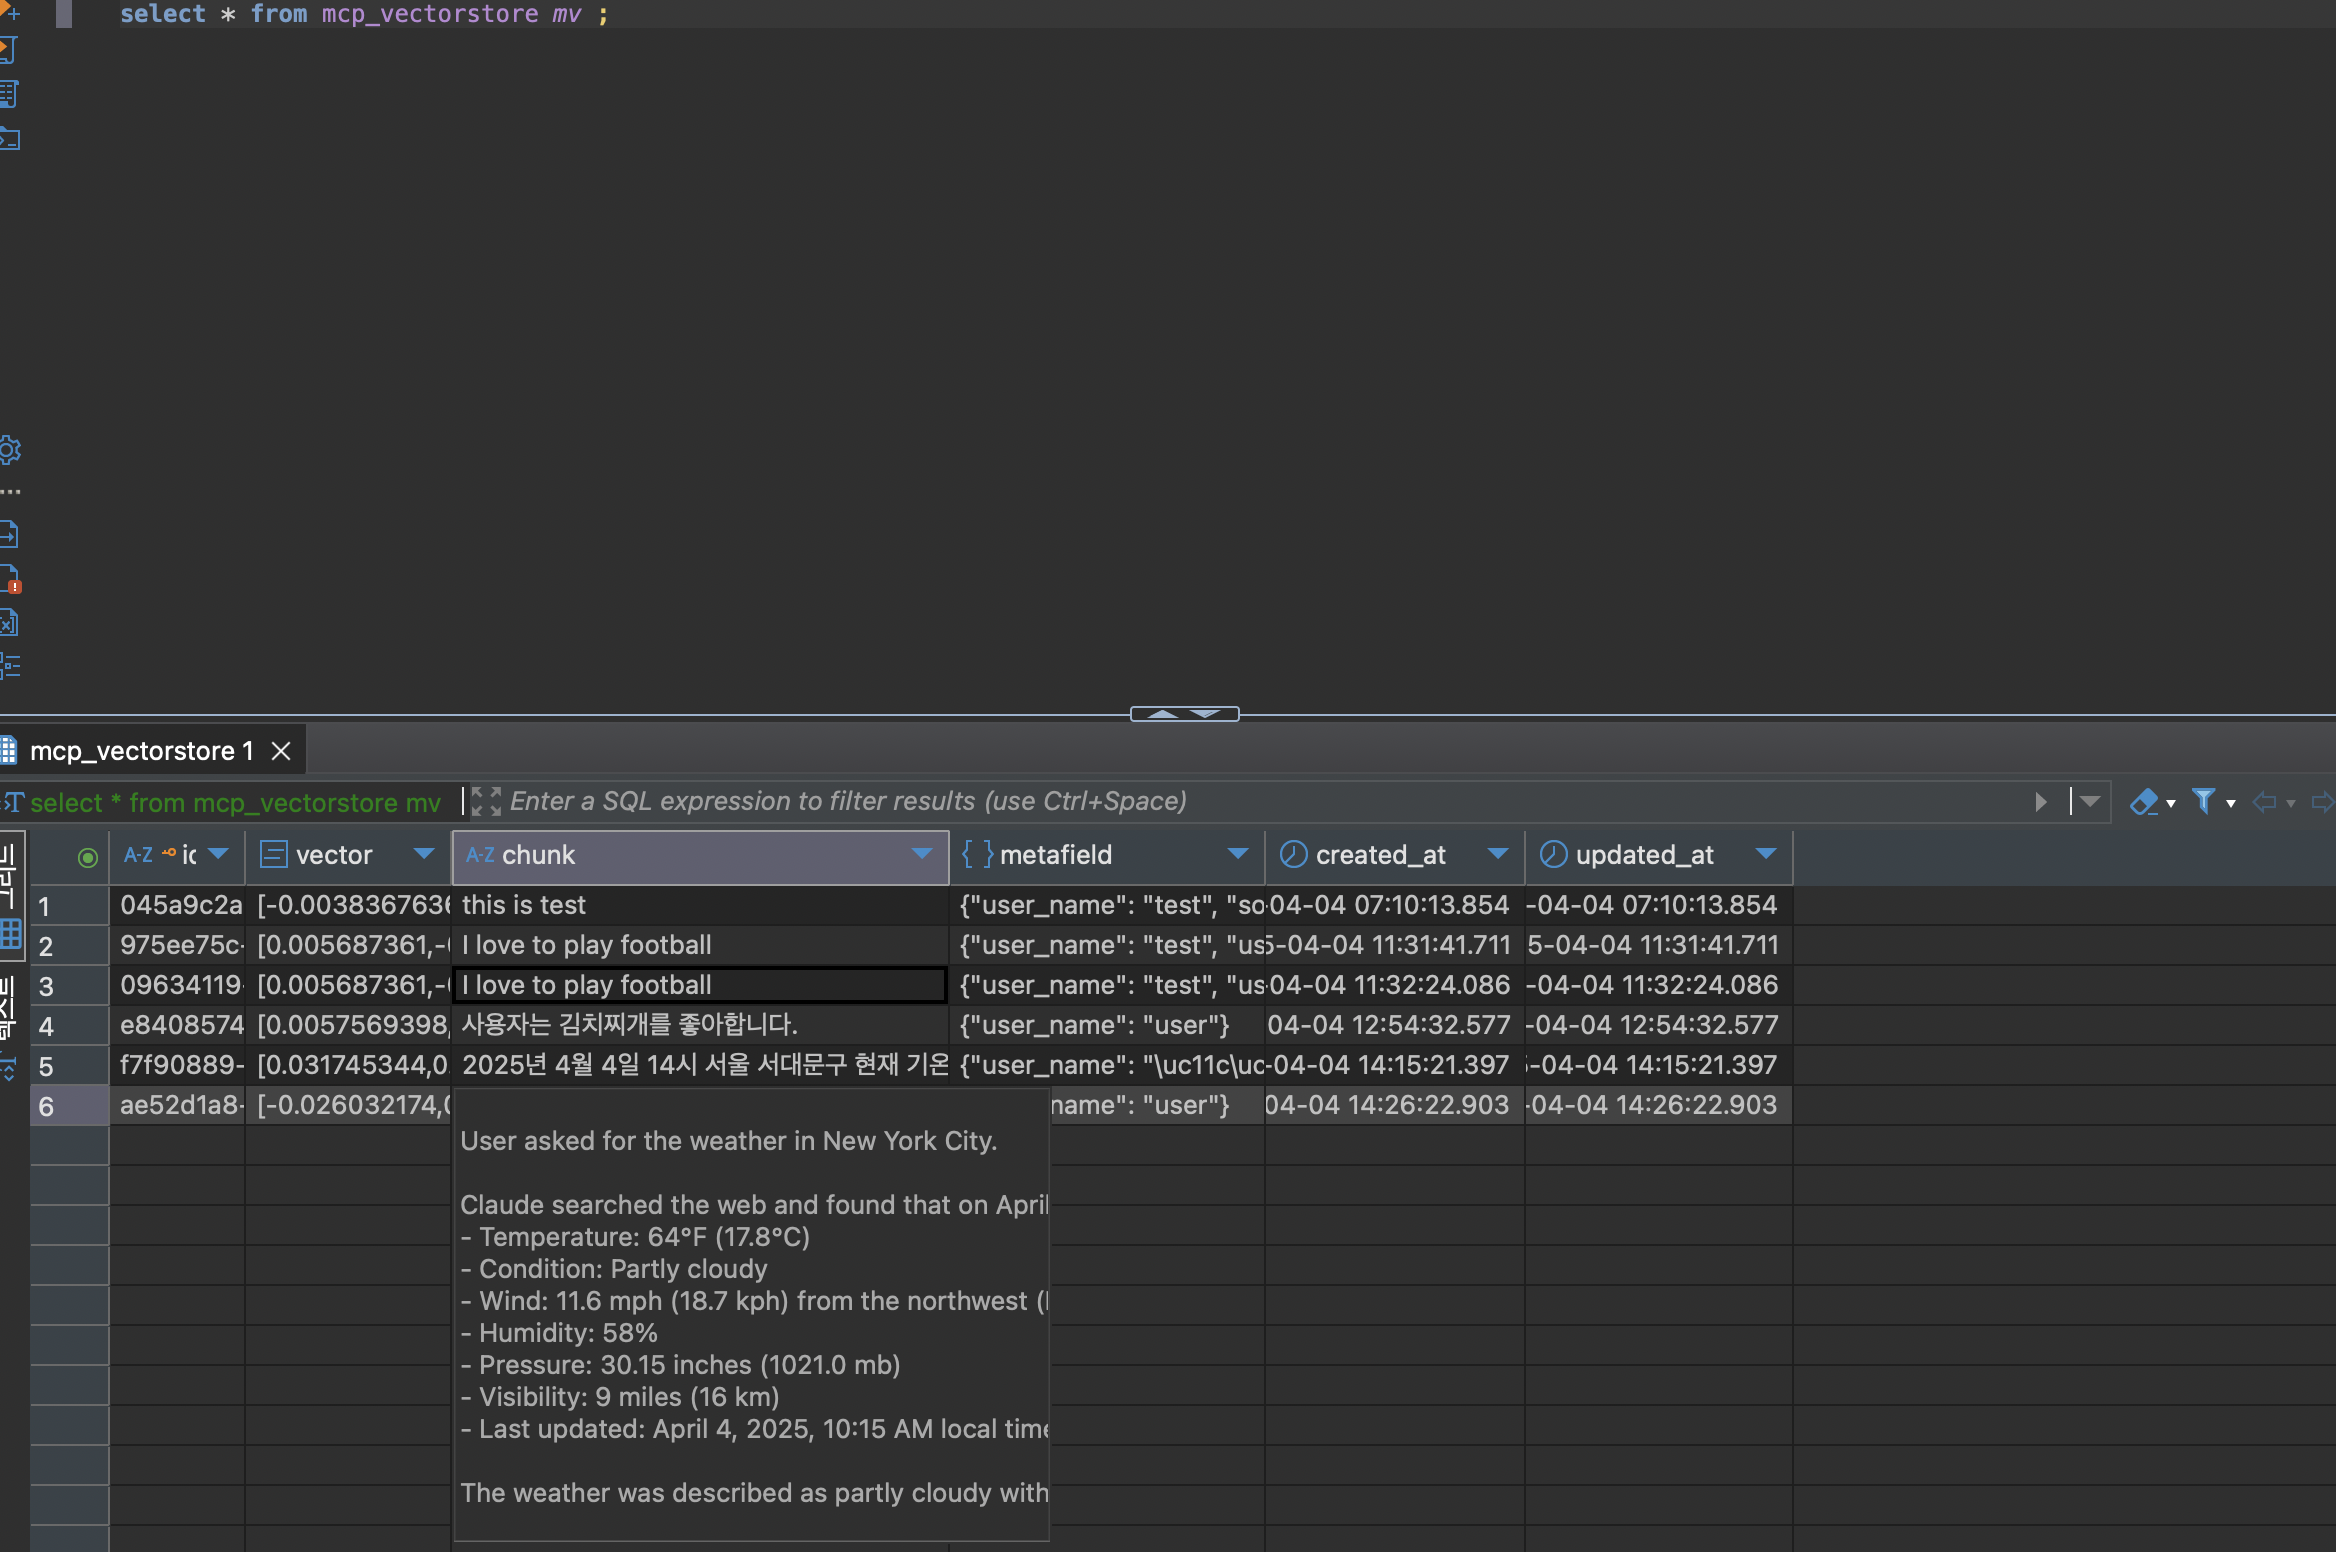 select * from mcp_vectorstore mv ;
mcp_vectorstore 1
select * from mcp_vectorstore mv
Enter a SQL expression to filter results (use Ctrl+Space)
vector chunk metafield created_at updated_at
1 045a9c2a [-0.003836763 this is test {"user_name": "test", "so -04-04 07:10:13.854 -04-04 07:10:13.854
2 975ee75c- [0.005687361,- I love to play football {"user_name": "test", "us 5-04-04 11:31:41.711 5-04-04 11:31:41.711
3 09634119- [0.005687361,- I love to play football {"user_name": "test", "us -04-04 11:32:24.086 -04-04 11:32:24.086
4 e8408574 [0.0057569398, 사용자는 김치찌개를 좋아합니다. {"user_name": "user"} 04-04 12:54:32.577 -04-04 12:54:32.577
5 f7f90889- [0.031745344,0. 2025년 4월 4일 14시 서울 서대문구 현재 기온 {"user_name": "\uc11c\uc -04-04 14:15:21.397 -04-04 14:15:21.397
6 ae52d1a8- [-0.026032174, name": "user"} 04-04 14:26:22.903 -04-04 14:26:22.903
User asked for the weather in New York City.
Claude searched the web and found that on April
- Temperature: 64°F (17.8°C)
- Condition: Partly cloudy
- Wind: 11.6 mph (18.7 kph) from the northwest (
- Humidity: 58%
- Pressure: 30.15 inches (1021.0 mb)
- Visibility: 9 miles (16 km)
- Last updated: April 4, 2025, 10:15 AM local time
The weather was described as partly cloudy with